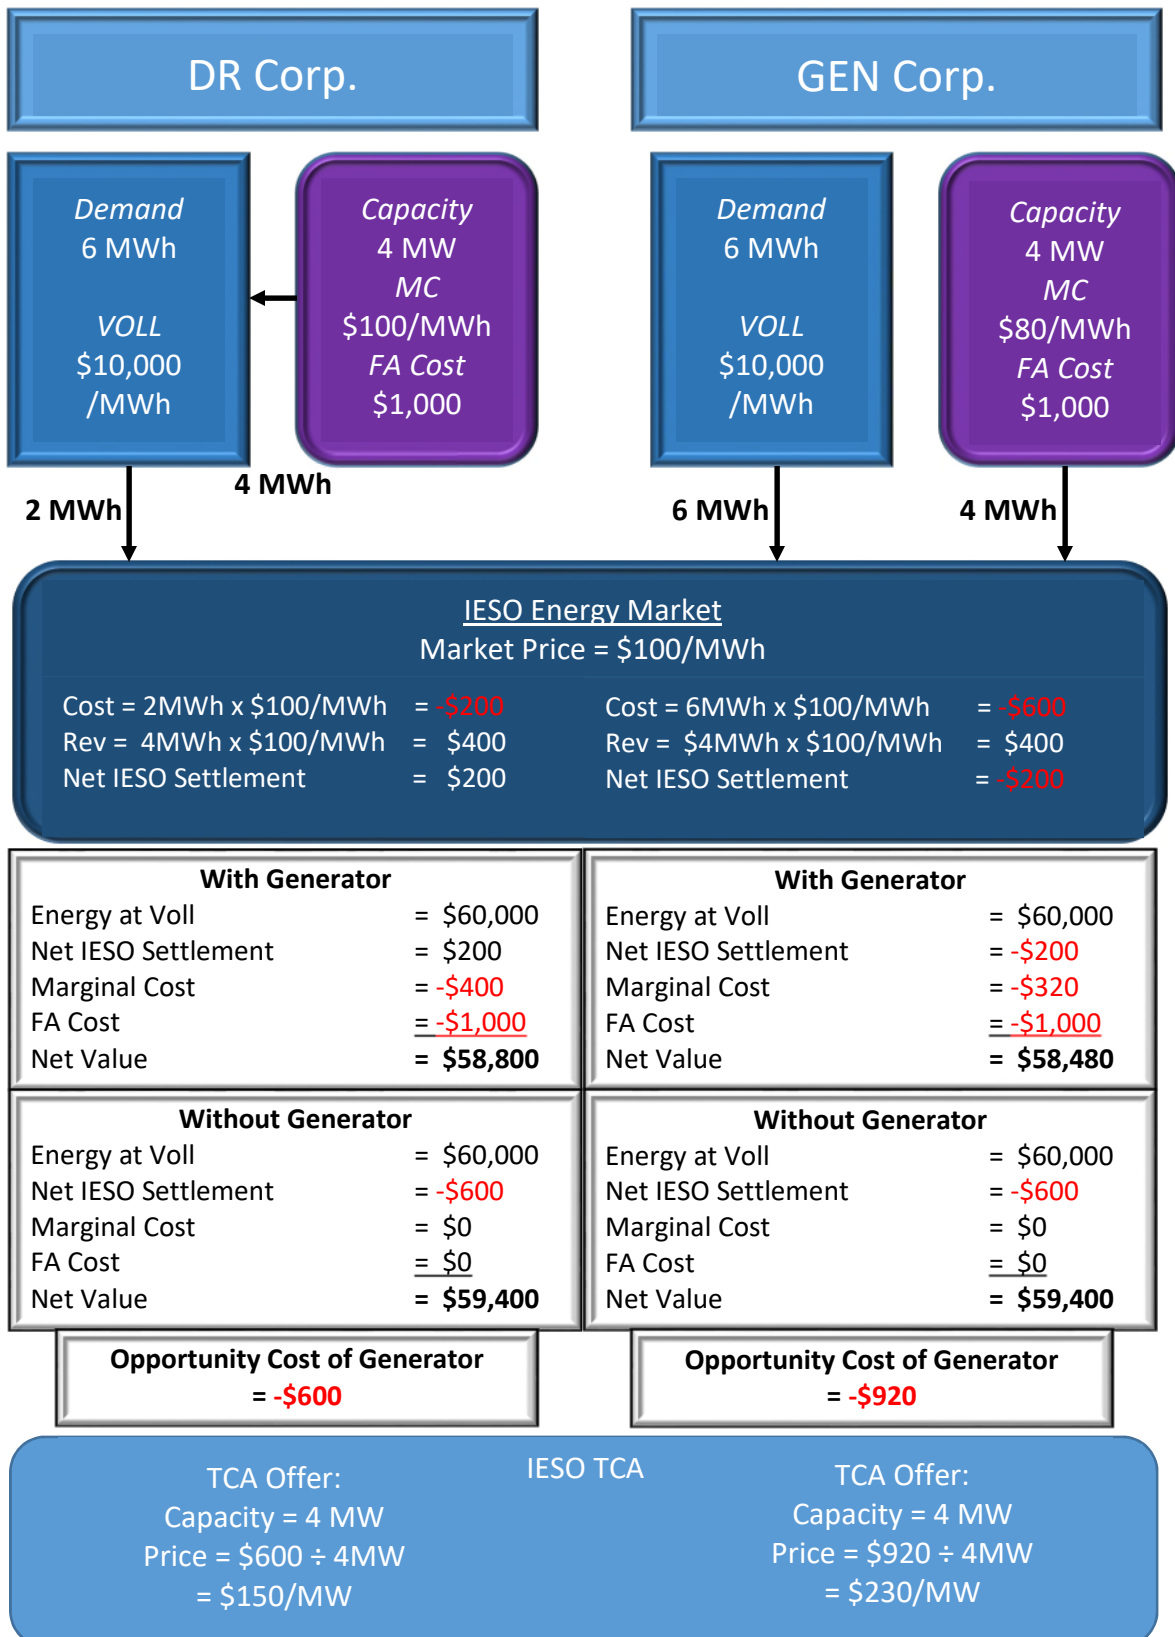 DR Corp.
GEN Corp.
Demand
6 MWh
VOLL
$10,000
/MWh
Capacity
4 MW
MC
$100/MWh
FA Cost
$1,000
Demand
6 MWh
VOLL
$10,000
/MWh
Capacity
4 MW
MC
$80/MWh
FA Cost
$1,000
4 MWh
2 MWh
6 MWh
4 MWh
IESO Energy Market
Market Price = $100/MWh
Cost = 2MWh x $100/MWh = -$200
Rev = 4MWh x $100/MWh = $400
Net IESO Settlement = $200
Cost = 6MWh x $100/MWh = -$600
Rev = $4MWh x $100/MWh = $400
Net IESO Settlement = -$200
With Generator
Energy at Voll = $60,000
Net IESO Settlement = $200
Marginal Cost = -$400
FA Cost = -$1,000
Net Value = $58,800
With Generator
Energy at Voll = $60,000
Net IESO Settlement = -$200
Marginal Cost = -$320
FA Cost = -$1,000
Net Value = $58,480
Without Generator
Energy at Voll = $60,000
Net IESO Settlement = -$600
Marginal Cost = $0
FA Cost = $0
Net Value = $59,400
Without Generator
Energy at Voll = $60,000
Net IESO Settlement = -$600
Marginal Cost = $0
FA Cost = $0
Net Value = $59,400
Opportunity Cost of Generator
= -$600
Opportunity Cost of Generator
= -$920
IESO TCA
TCA Offer:
Capacity = 4 MW
Price = $600 ÷ 4MW
= $150/MW
TCA Offer:
Capacity = 4 MW
Price = $920 ÷ 4MW
= $230/MW